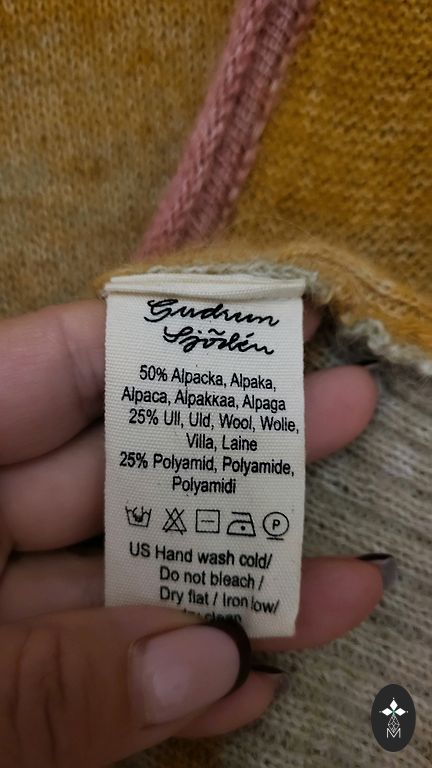 Gudrun
Sjödén
50% Alpacka, Alpaka,
Alpaca, Alpakkaa, Alpaga
25% Ull, Uld, Wool, Wolle,
Villa, Laine
25% Polyamid, Polyamide,
Polyamidi
P
US Hand wash cold/
Do not bleach /
Dry flat / Iron low/
clean
M